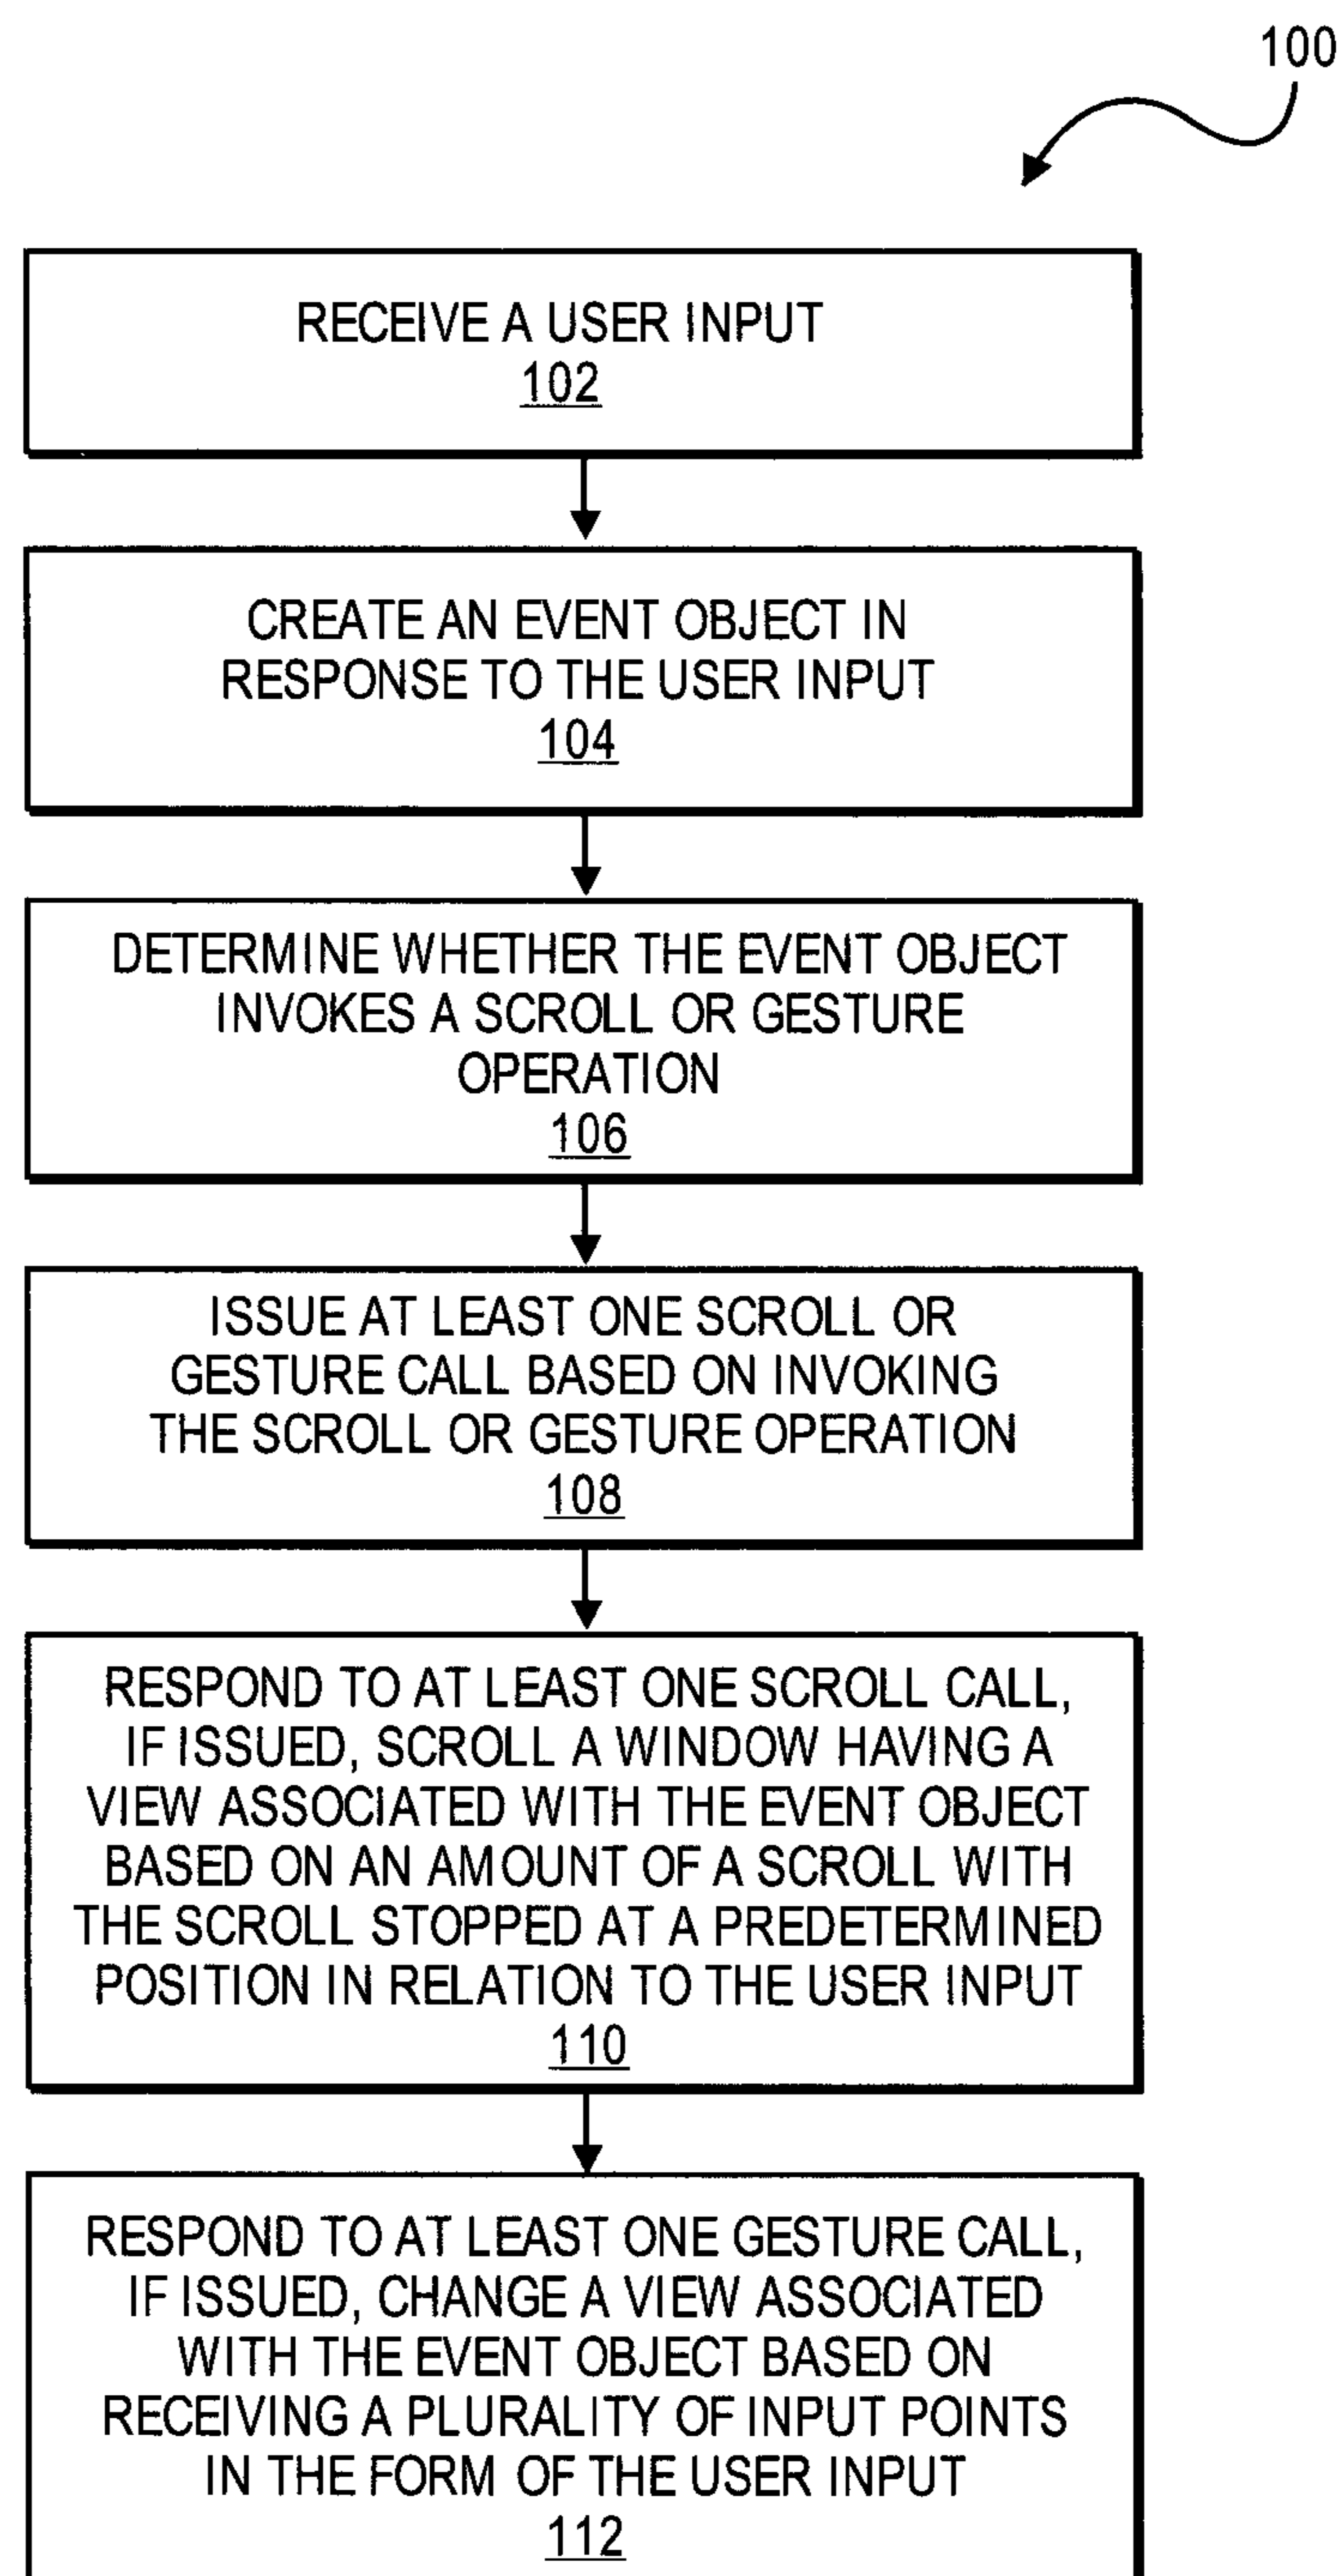 100
RECEIVE A USER INPUT
102
CREATE AN EVENT OBJECT IN
RESPONSE TO THE USER INPUT
104
DETERMINE WHETHER THE EVENT OBJECT
INVOKES A SCROLL OR GESTURE
OPERATION
106
ISSUE AT LEAST ONE SCROLL OR
GESTURE CALL BASED ON INVOKING
THE SCROLL OR GESTURE OPERATION
108
RESPOND TO AT LEAST ONE SCROLL CALL,
IF ISSUED, SCROLL A WINDOW HAVING A
VIEW ASSOCIATED WITH THE EVENT OBJECT
BASED ON AN AMOUNT OF A SCROLL WITH
THE SCROLL STOPPED AT A PREDETERMINED
POSITION IN RELATION TO THE USER INPUT
110
RESPOND TO AT LEAST ONE GESTURE CALL,
IF ISSUED, CHANGE A VIEW ASSOCIATED
WITH THE EVENT OBJECT BASED ON
RECEIVING A PLURALITY OF INPUT POINTS
IN THE FORM OF THE USER INPUT
112